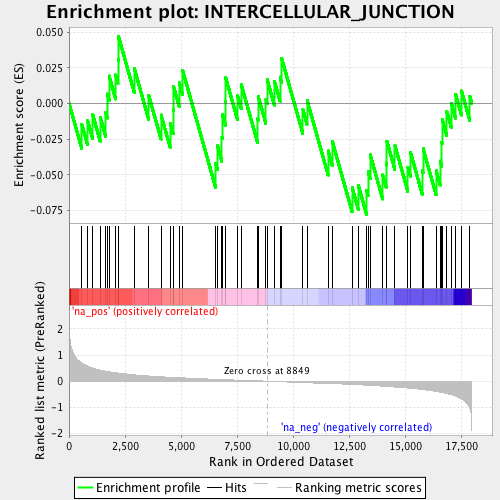 Enrichment plot: INTERCELLULAR_JUNCTION
Enrichment score (ES)
0.050
0.025
0.000
-0.025
-0.050
-0.075
'na_pos' (positively correlated)
Ranked list metric (PreRanked)
2
1
0
-1
-2
Zero cross at 8849
'na_neg' (negatively correlated)
0
2,500
5,000
7,500
10,000
12,500
15,000
17,500
Rank in Ordered Dataset
Enrichment profile
Hits
Ranking metric scores